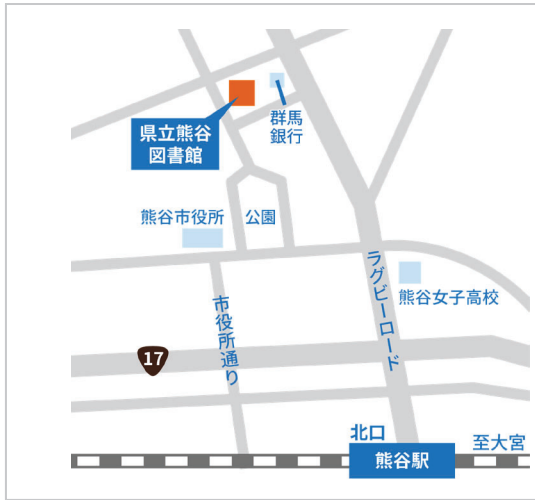 群馬
銀行
県立熊谷
図書館
熊谷市役所
公園
ラグビーロード
熊谷女子高校
市役所通り
17
北口
熊谷駅
至大宮